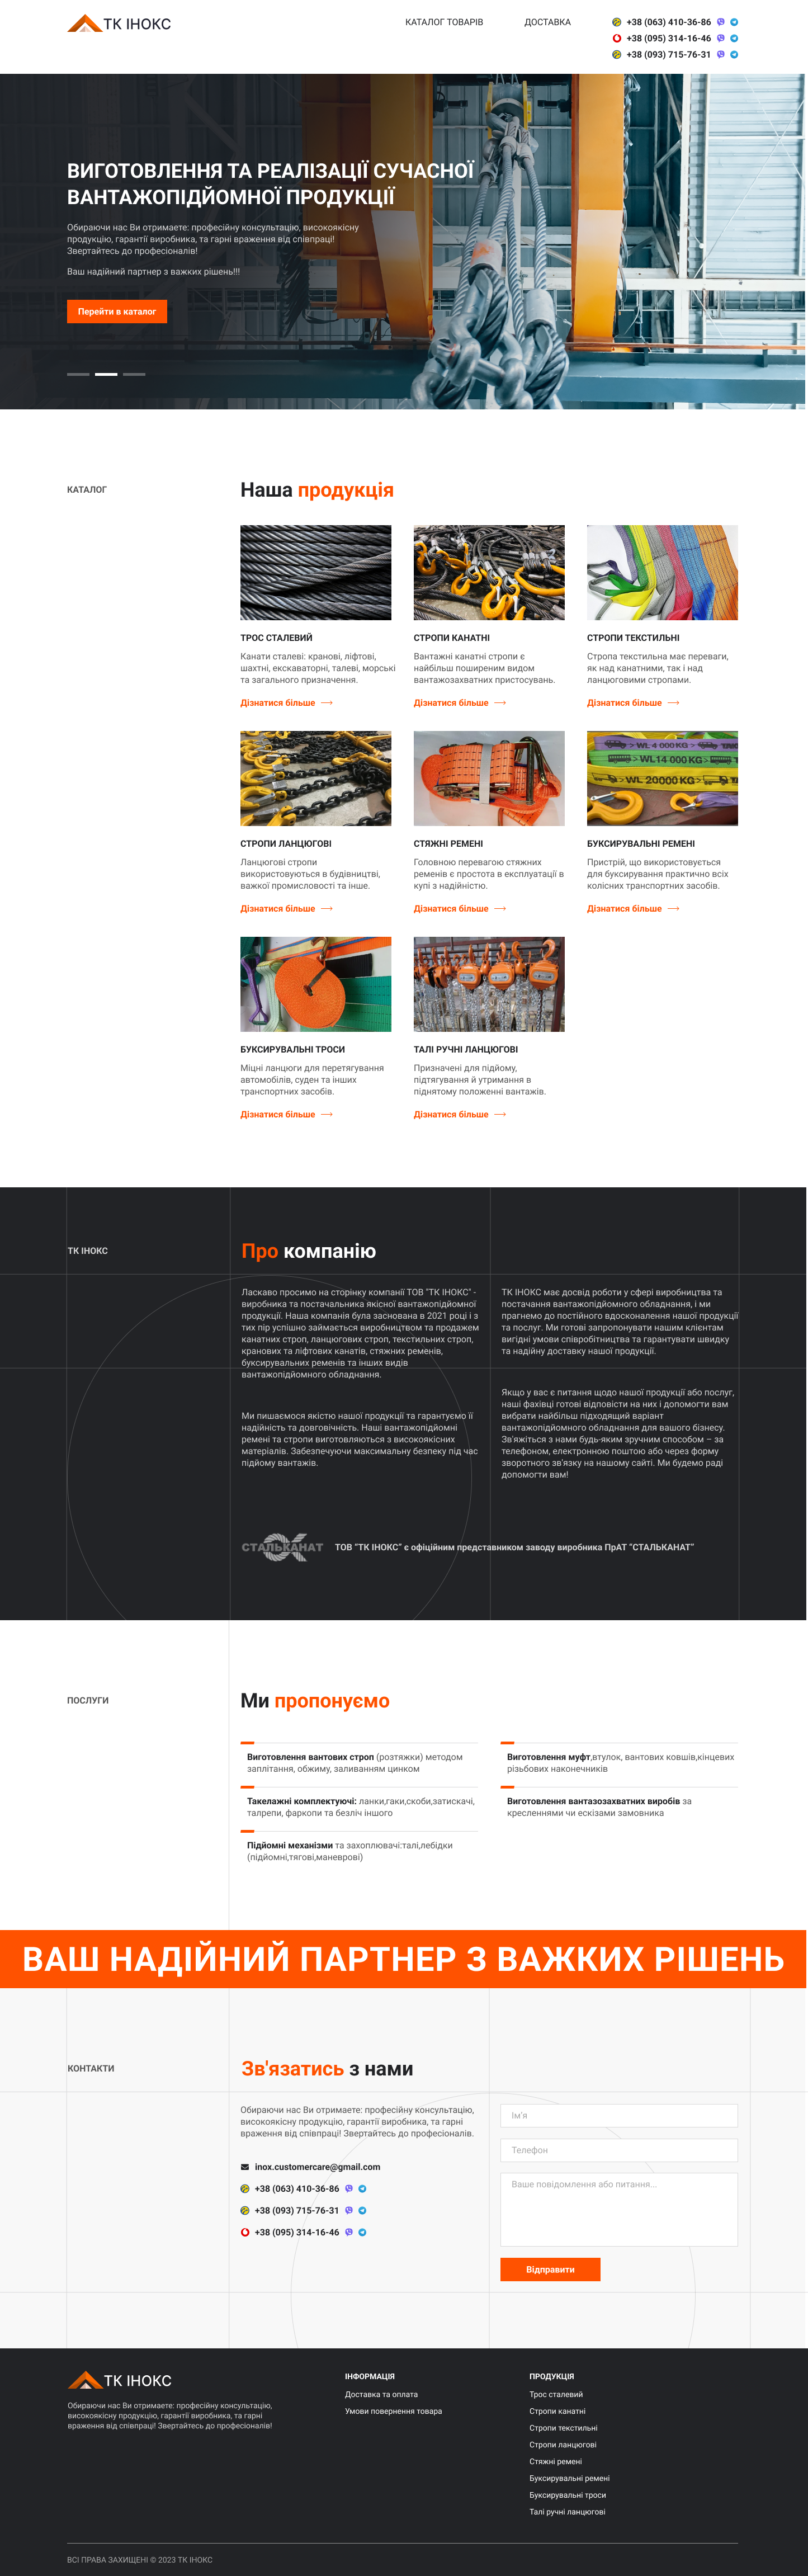 ТК ІНОКС
КАТАЛОГ ТОВАРІВ
ДОСТАВКА
+38 (063) 410-36-86
+38 (095) 314-16-46
+38 (093) 715-76-31
ВИГОТОВЛЕННЯ ТА РЕАЛІЗАЦІЇ СУЧАСНОЇ
ВАНТАЖОПІДЙОМНОЇ ПРОДУКЦІЇ
Обираючи нас Ви отримаете: професійну консультацію, високоякісну
продукцію, гарантії виробника, та гарні враження від співпраці!
Звертайтесь до професіоналів!
Ваш надійний партнер з важких рішень!!!
Перейти в каталог
КАТАЛОГ
Наша продукція
ТРОС СТАЛЕВИЙ
Канати сталеві: кранові, ліфтові,
шахтні, екскаваторні, талеві, морські
та загального призначення.
Дізнатися більше
СТРОПИ КАНАТНІ
Вантажні канатні стропи є
найбільш поширеним видом
вантажозахватних пристосувань.
Дізнатися більше
СТРОПИ ТЕКСТИЛЬНІ
Стропа текстильна має переваги,
як над канатними, так і над
ланцюговими стропами.
Дізнатися більше
WL 4 000KG
WL14 000 KG
WL 20000 KG
СТРОПИ ЛАНЦЮГОВІ
Ланцюгові стропи
використовуються в будівництві,
важкої промисловості та інше.
Дізнатися більше
СТЯЖНІ РЕМЕНІ
Головною перевагою стяжних
ременів є простота в експлуатації в
купі з надійністю.
Дізнатися більше
БУКСИРУВАЛЬНІ РЕМЕНІ
Пристрій, що використовується
для буксирування практично всіх
колісних транспортних засобів.
Дізнатися більше
БУКСИРУВАЛЬНІ ТРОСИ
Міцні ланцюги для перетягування
автомобілів, суден та інших
транспортних засобів.
Дізнатися більше
ТАЛІ РУЧНІ ЛАНЦЮГОВІ
Призначені для підйому,
підтягування й утримання в
піднятому положенні вантажів.
Дізнатися більше
ТК ІНОКС
Про компанію
Ласкаво просимо на сторінку компанії ТОВ "ТК ІНОКС" -
виробника та постачальника якісної вантажопідйомної
продукції. Наша компанія була заснована в 2021 році і з
тих пір успішно займається виробництвом та продажем
канатних строп, ланцюгових строп, текстильних строп,
кранових та ліфтових канатів, стяжних ременів,
буксирувальних ременів та інших видів
вантажопідйомного обладнання.
Ми пишаємося якістю нашої продукції та гарантуємо її
надійність та довговічність. Наші вантажопідйомні
ремені та стропи виготовляються з високоякісних
матеріалів. Забезпечуючи максимальну безпеку під час
підйому вантажів.
ТК ІНОКС має досвід роботи у сфері виробництва та
постачання вантажопідйомного обладнання, і ми
прагнемо до постійного вдосконалення нашої продукції
та послуг. Ми готові запропонувати нашим клієнтам
вигідні умови співробітництва та гарантувати швидку
та надійну доставку нашої продукції.
Якщо у вас є питання щодо нашої продукції або послуг,
наші фахівці готові відповісти на них і допомогти вам
вибрати найбільш підходящий варіант
вантажопідйомного обладнання для вашого бізнесу.
Зв'яжіться з нами будь-яким зручним способом – за
телефоном, електронною поштою або через форму
зворотного зв'язку на нашому сайті. Ми будемо раді
допомогти вам!
СТАЛЬКАНАТ
ТОВ “ТК ІНОКС” є офіційним представником заводу виробника ПрАТ “СТАЛЬКАНАТ”
ПОСЛУГИ
Ми пропонуємо
Виготовлення вантових строп (розтяжки) методом
заплітання, обжиму, заливанням цинком
Такелажні комплектуючі: ланки,гаки,скоби,затискачі,
талрепи, фаркопи та безліч іншого
Підйомні механізми та захоплювачі:талі,лебідки
(підйомні,тягові,маневрові)
Виготовлення муфт,втулок, вантових ковшів,кінцевих
різьбових наконечників
Виготовлення вантазозахватних виробів за
кресленнями чи ескізами замовника
ВАШ НАДІЙНИЙ ПАРТНЕР З ВАЖКИХ РІШЕНЬ
КОНТАКТИ
Зв'язатись з нами
Обираючи нас Ви отримаете: професійну консультацію,
високоякісну продукцію, гарантії виробника, та гарні
враження від співпраці! Звертайтесь до професіоналів.
inox.customercare@gmail.com
+38 (063) 410-36-86
+38 (093) 715-76-31
+38 (095) 314-16-46
Ім'я
Телефон
Ваше повідомлення або питання...
Відправити
ТК ІНОКС
Обираючи нас Ви отримаете: професійну консультацію,
високоякісну продукцію, гарантії виробника, та гарні
враження від співпраці! Звертайтесь до професіоналів!
ІНФОРМАЦІЯ
Доставка та оплата
Умови повернення товара
ПРОДУКЦІЯ
Трос сталевий
Стропи канатні
Стропи текстильні
Стропи ланцюгові
Стяжні ремені
Буксирувальні ремені
Буксирувальні троси
Талі ручні ланцюгові
ВСІ ПРАВА ЗАХИЩЕНІ © 2023 ТК ІНОКС